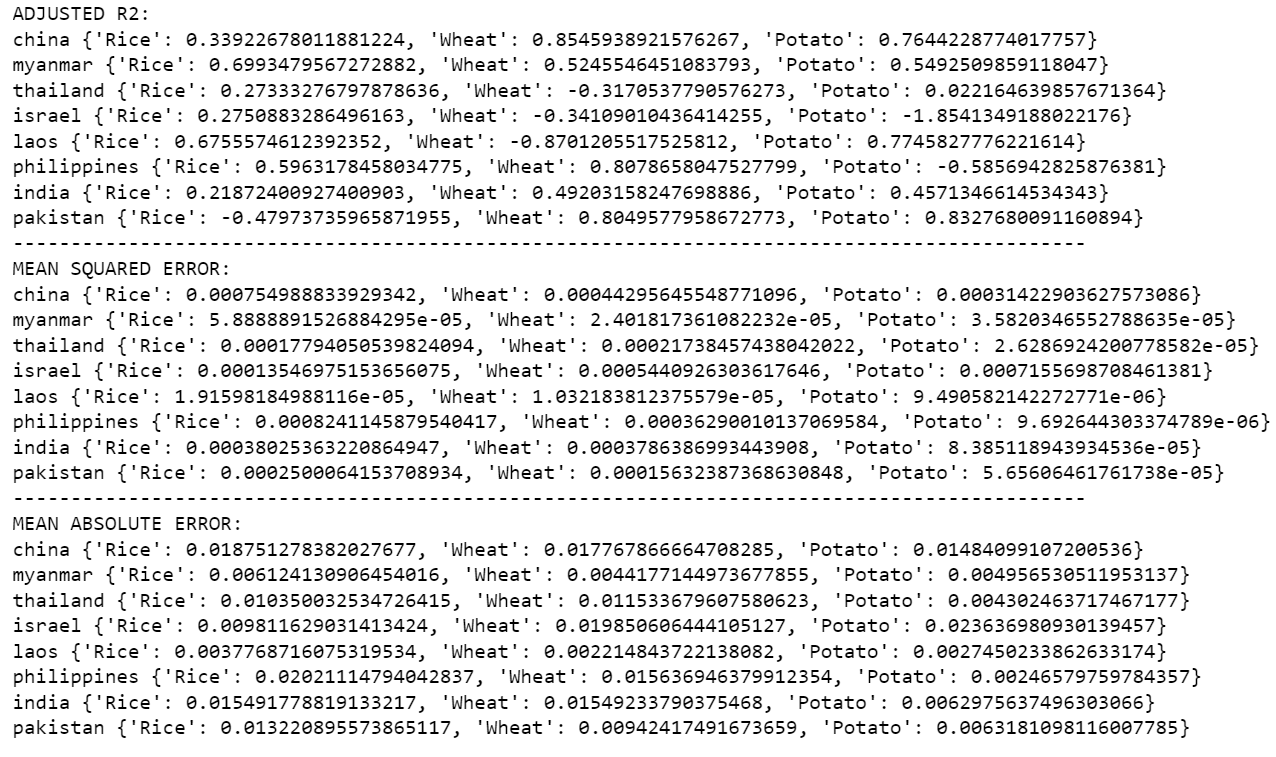 ADJUSTED R2:
china {'Rice': 0.33922678011881224, 'Wheat': 0.8545938921576267, 'Potato': 0.7644228774017757}
myanmar {'Rice': 0.6993479567272882, 'Wheat': 0.5245546451083793, 'Potato': 0.5492509859118047}
thailand {'Rice': 0.27333276797878636, 'Wheat': -0.3170537790576273, 'Potato': 0.022164639857671364}
israel {'Rice': 0.2750883286496163, 'Wheat': -0.34109010436414255, 'Potato': -1.8541349188022176}
laos {'Rice': 0.6755574612392352, 'Wheat': -0.8701205517525812, 'Potato': 0.7745827776221614}
philippines {'Rice': 0.5963178458034775, 'Wheat': 0.8078658047527799, 'Potato': -0.5856942825876381}
india {'Rice': 0.21872400927400903, 'Wheat': 0.49203158247698886, 'Potato': 0.4571346614534343}
pakistan {'Rice': -0.47973735965871955, 'Wheat': 0.8049577958672773, 'Potato': 0.8327680091160894}
--------------------------------------------------------------------------------------------
MEAN SQUARED ERROR:
china {'Rice': 0.000754988833929342, 'Wheat': 0.00044295645548771096, 'Potato': 0.00031422903627573086}
myanmar {'Rice': 5.8888891526884295e-05, 'Wheat': 2.401817361082232e-05, 'Potato': 3.5820346552788635e-05}
thailand {'Rice': 0.00017794050539824094, 'Wheat': 0.00021738457438042022, 'Potato': 2.6286924200778582e-05}
israel {'Rice': 0.00013546975153656075, 'Wheat': 0.0005440926303617646, 'Potato': 0.0007155698708461381}
laos {'Rice': 1.91598184988116e-05, 'Wheat': 1.032183812375579e-05, 'Potato': 9.490582142272771e-06}
philippines {'Rice': 0.0008241145879540417, 'Wheat': 0.00036290010137069584, 'Potato': 9.692644303374789e-06}
india {'Rice': 0.00038025363220864947, 'Wheat': 0.00037863869934​43908, 'Potato': 8.385118943934536e-05}
pakistan {'Rice': 0.0002500064153708934, 'Wheat': 0.00015632387368630848, 'Potato': 5.65606461761738e-05}
--------------------------------------------------------------------------------------------
MEAN ABSOLUTE ERROR:
china {'Rice': 0.018751278382027677, 'Wheat': 0.017767866664708285, 'Potato': 0.01484099107200536}
myanmar {'Rice': 0.006124130906454016, 'Wheat': 0.0044177144973677855, 'Potato': 0.004956530511953137}
thailand {'Rice': 0.010350032534726415, 'Wheat': 0.011533679607580623, 'Potato': 0.004302463717467177}
israel {'Rice': 0.009811629031413424, 'Wheat': 0.019850606444105127, 'Potato': 0.023636980930139457}
laos {'Rice': 0.0037768716075319534, 'Wheat': 0.002214843722138082, 'Potato': 0.0027450233862633174}
philippines {'Rice': 0.02021114794042837, 'Wheat': 0.015636946379912354, 'Potato': 0.00246579759784357}
india {'Rice': 0.015491778819133217, 'Wheat': 0.01549233790375468, 'Potato': 0.0062975637496303066}
pakistan {'Rice': 0.013220895573865117, 'Wheat': 0.00942417491673659, 'Potato': 0.0063181098116007785}